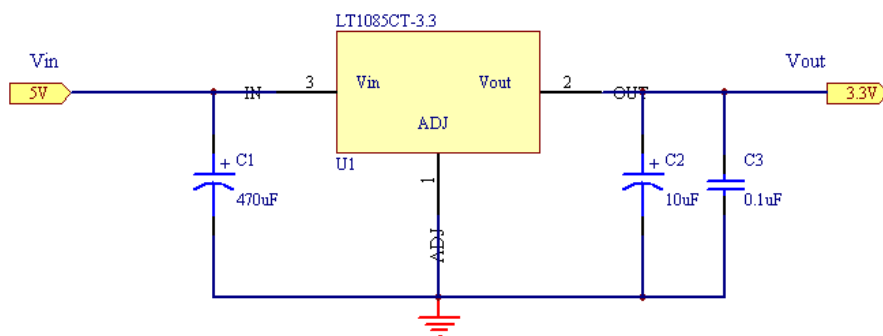 LT1085CT-3.3
Vin
Vout
5V
IN
3
Vin
Vout
2
OUT
3.3V
ADJ
U1
+
C1
470uF
1
ADJ
+
C2
10uF
C3
0.1uF